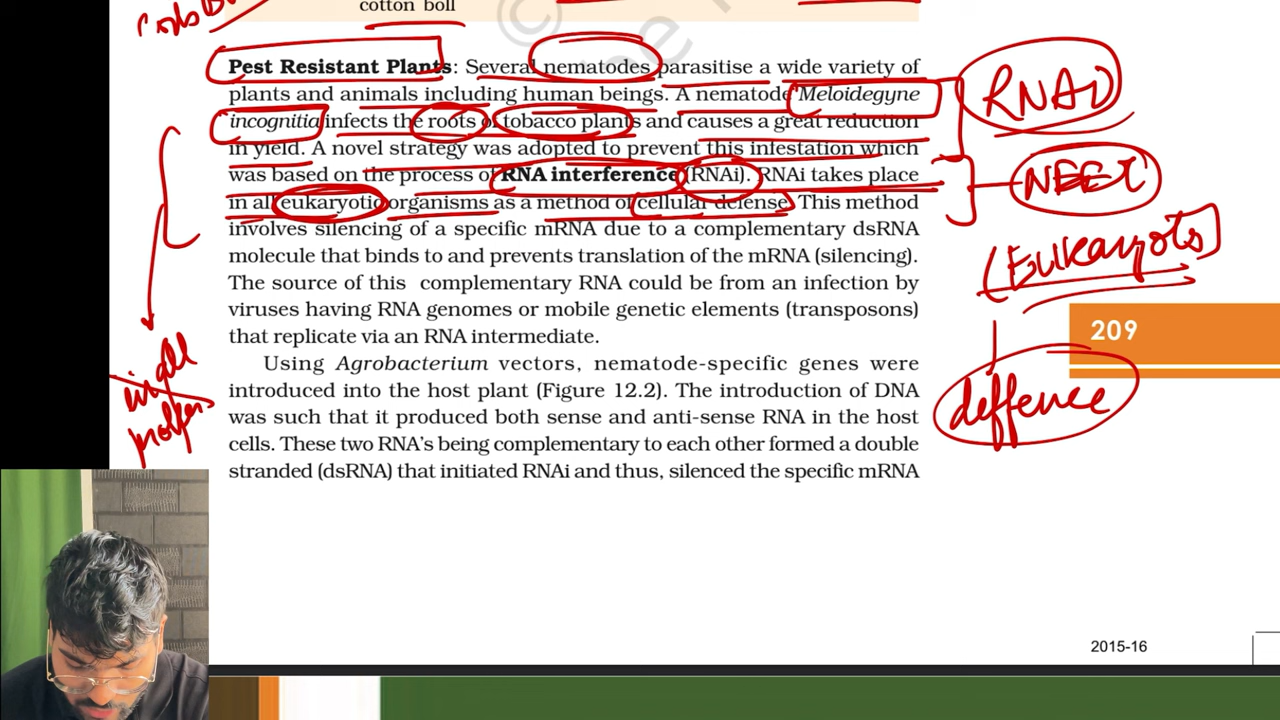 cotton boll
Pest Resistant Plants: Several nematodes parasitise a wide variety of
plants and animals including human beings. A nematode Meloidegyne
incognitia infects the roots of tobacco plants and causes a great reduction
in yield. A novel strategy was adopted to prevent this infestation which
was based on the process of RNA interference (RNAi). RNAi takes place
in all eukaryotic organisms as a method of cellular defense. This method
involves silencing of a specific mRNA due to a complementary dsRNA
molecule that binds to and prevents translation of the mRNA (silencing).
The source of this complementary RNA could be from an infection by
viruses having RNA genomes or mobile genetic elements (transposons)
that replicate via an RNA intermediate.
Using Agrobacterium vectors, nematode-specific genes were
introduced into the host plant (Figure 12.2). The introduction of DNA
was such that it produced both sense and anti-sense RNA in the host
cells. These two RNA's being complementary to each other formed a double
stranded (dsRNA) that initiated RNAi and thus, silenced the specific mRNA
RNAi
NEET
(Eukaryots)
deffence
209
2015-16